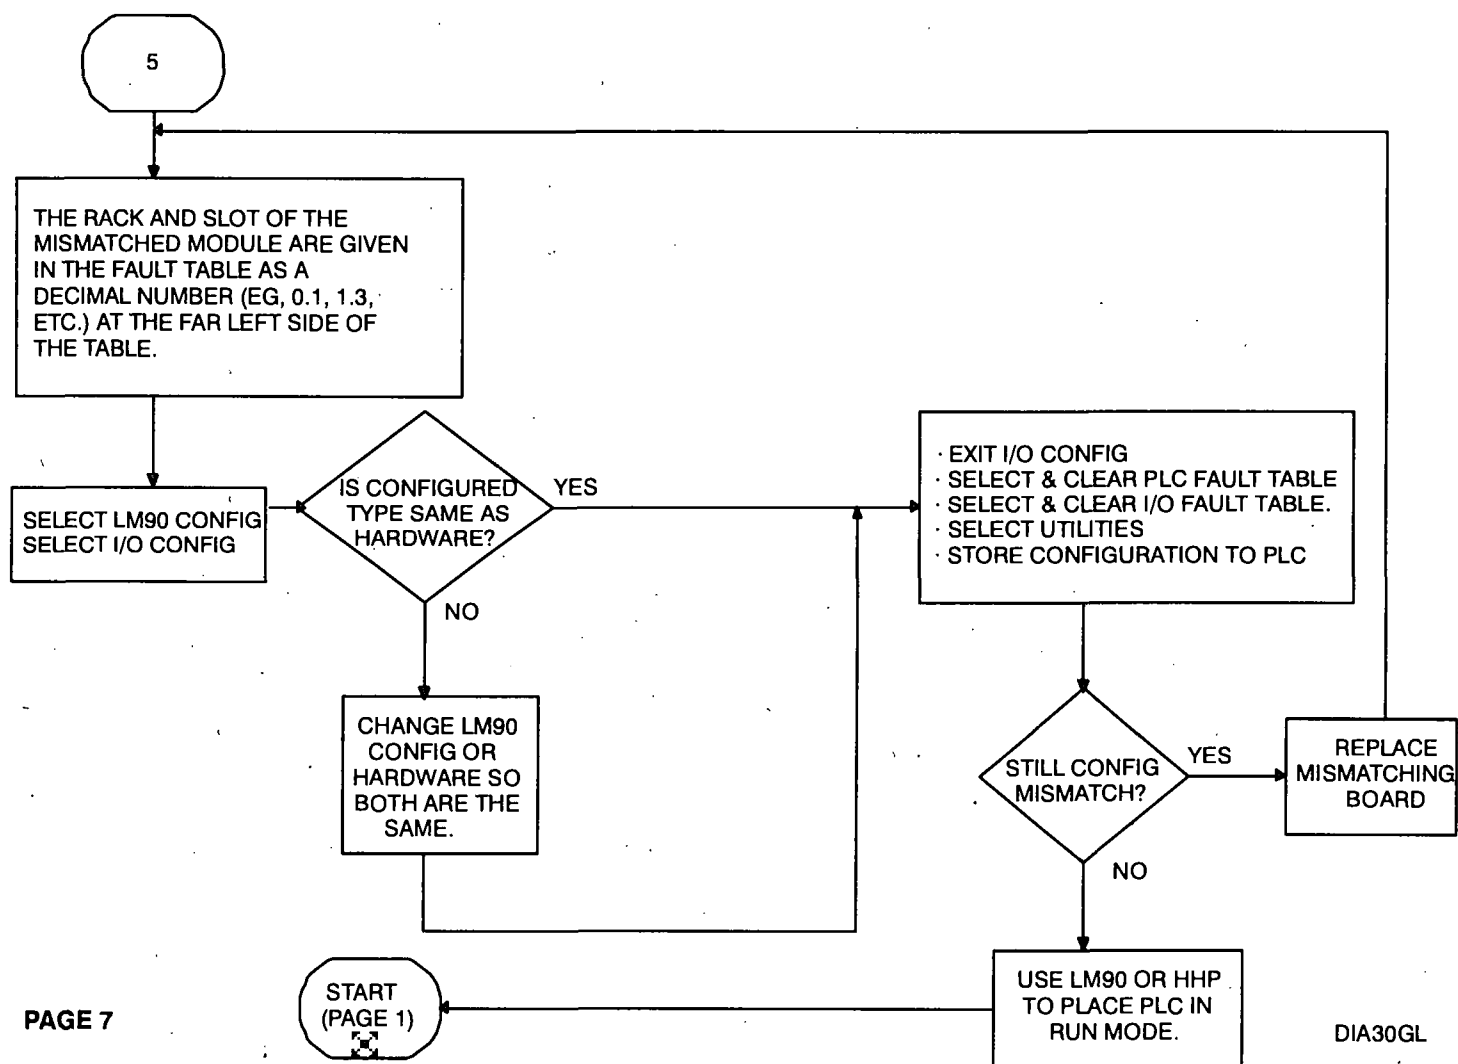 5
THE RACK AND SLOT OF THE
MISMATCHED MODULE ARE GIVEN
IN THE FAULT TABLE AS A
DECIMAL NUMBER (EG, 0.1, 1.3,
ETC.) AT THE FAR LEFT SIDE OF
THE TABLE.
SELECT LM90 CONFIG
SELECT I/O CONFIG
IS CONFIGURED
TYPE SAME AS
HARDWARE?
YES
NO
CHANGE LM90
CONFIG OR
HARDWARE SO
BOTH ARE THE
SAME.
· EXIT I/O CONFIG
· SELECT & CLEAR PLC FAULT TABLE
· SELECT & CLEAR I/O FAULT TABLE.
· SELECT UTILITIES
· STORE CONFIGURATION TO PLC
STILL CONFIG
MISMATCH?
YES
REPLACE
MISMATCHING
BOARD
NO
USE LM90 OR HHP
TO PLACE PLC IN
RUN MODE.
START
(PAGE 1)
PAGE 7
DIA30GL